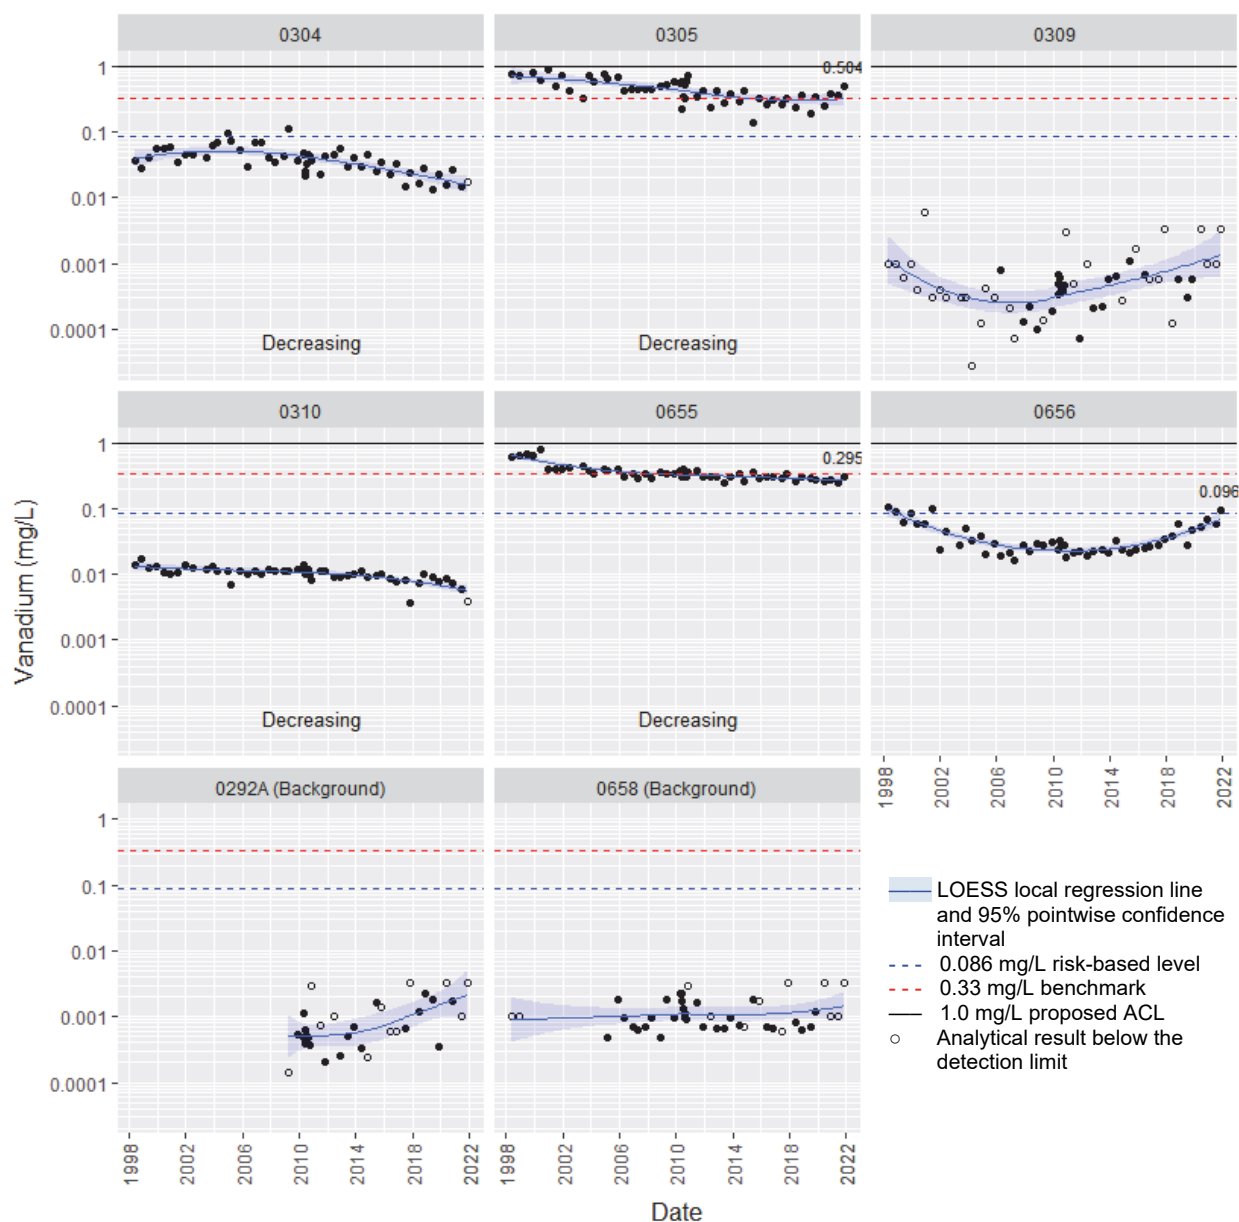 0304
0305
0309
1
0.1
0.01
0.001
0.0001
0.504
Decreasing
Decreasing
0310
0655
0656
1
0.1
0.01
0.001
0.0001
0.295
0.096
Decreasing
Decreasing
Vanadium (mg/L)
1998
2002
2006
2010
2014
2018
2022
0292A (Background)
0658 (Background)
1
0.1
0.01
0.001
0.0001
LOESS local regression line
and 95% pointwise confidence
interval
0.086 mg/L risk-based level
0.33 mg/L benchmark
1.0 mg/L proposed ACL
Analytical result below the
detection limit
1998
2002
2006
2010
2014
2018
2022
1998
2002
2006
2010
2014
2018
2022
Date